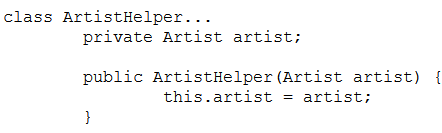 class ArtistHelper...
        private Artist artist;

        public ArtistHelper(Artist artist) {
                this.artist = artist;
        }